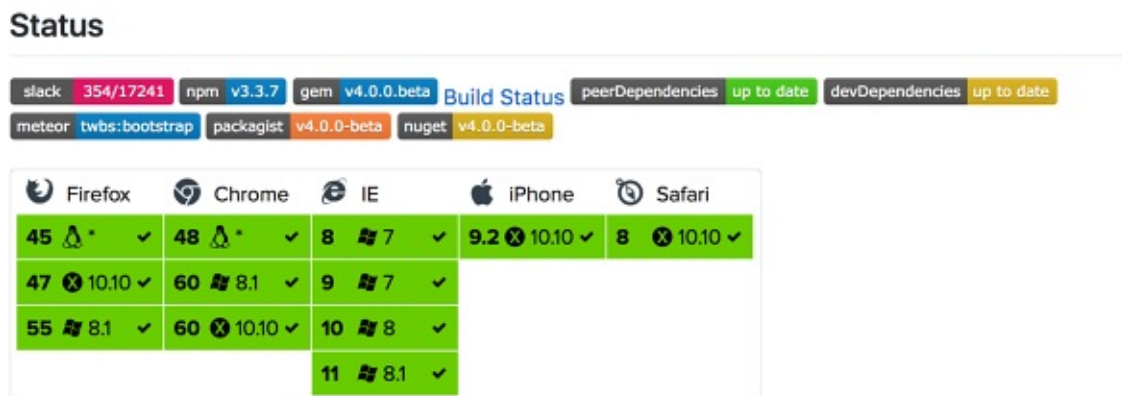 Status
slack 354/17241 npm v3.3.7 gem v4.0.0.beta Build Status peerDependencies up to date devDependencies up to date
meteor twbs:bootstrap packagist v4.0.0-beta nuget v4.0.0-beta
Firefox Chrome IE iPhone Safari
45 * 48 * 8 7 9.2 10.10 8 10.10
47 10.10 60 8.1 9 7
55 8.1 60 10.10 10 8
11 8.1